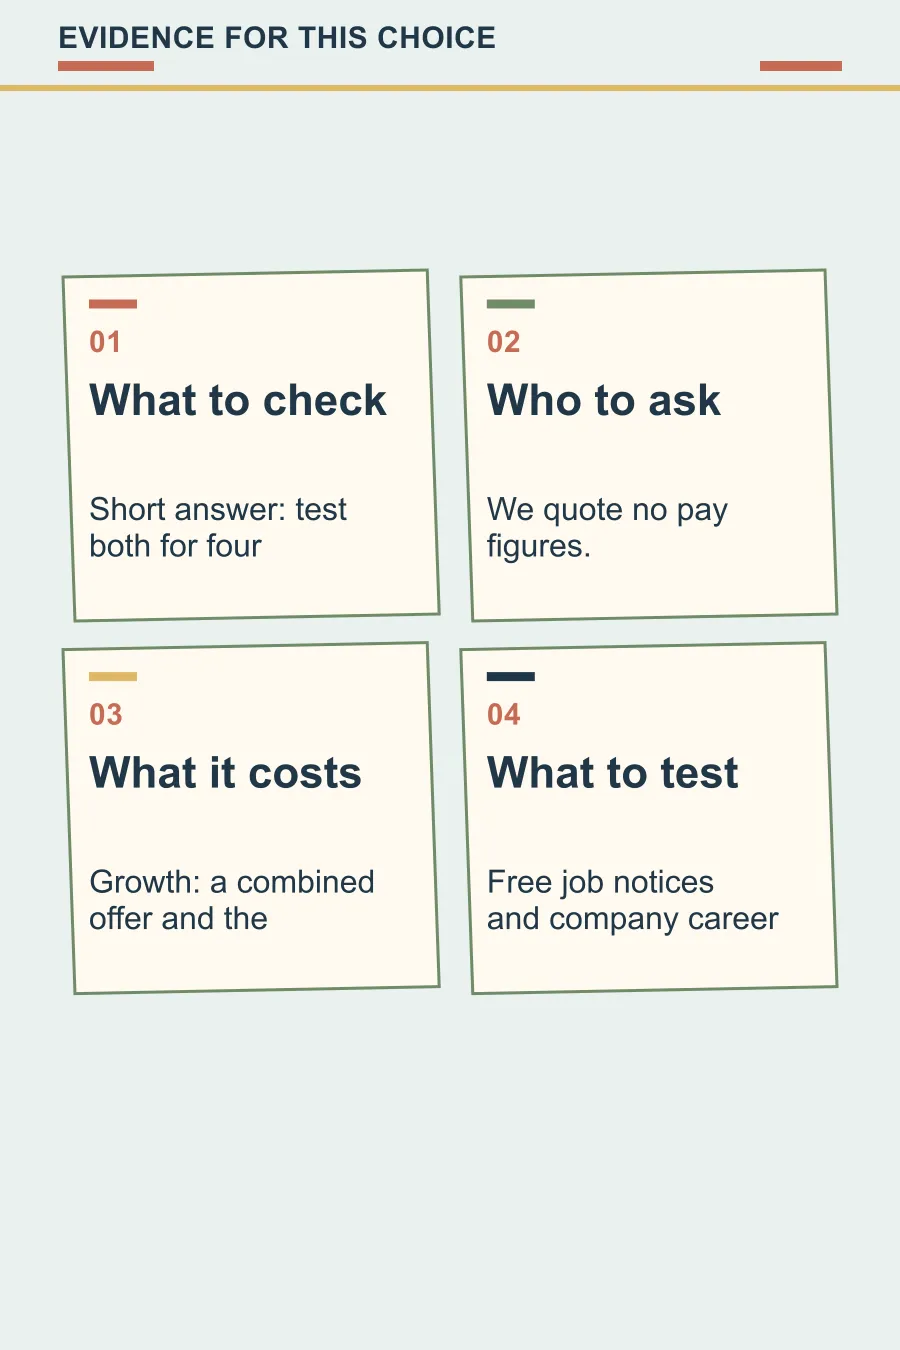 EVIDENCE FOR THIS CHOICE
01
What to check
Short answer: test
both for four
02
Who to ask
We quote no pay
figures.
03
What it costs
Growth: a combined
offer and the
04
What to test
Free job notices
and company career